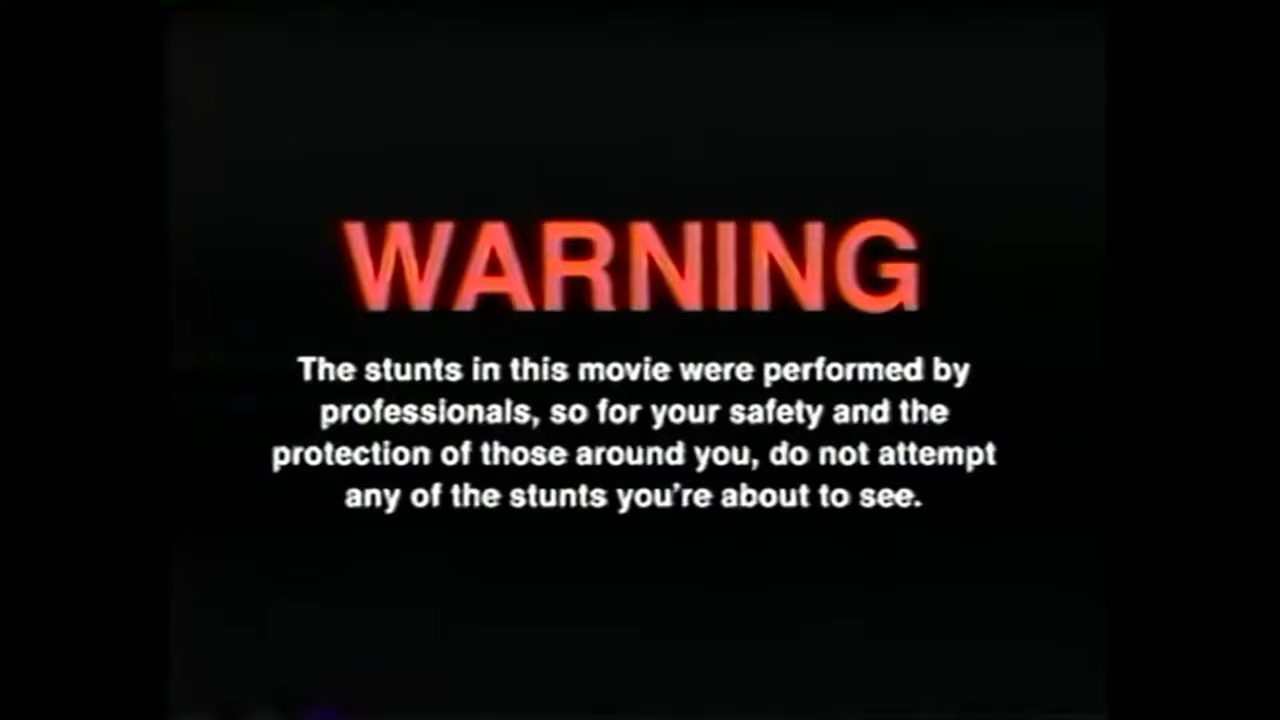 WARNING
The stunts in this movie were performed by
professionals, so for your safety and the
protection of those around you, do not attempt
any of the stunts you're about to see.